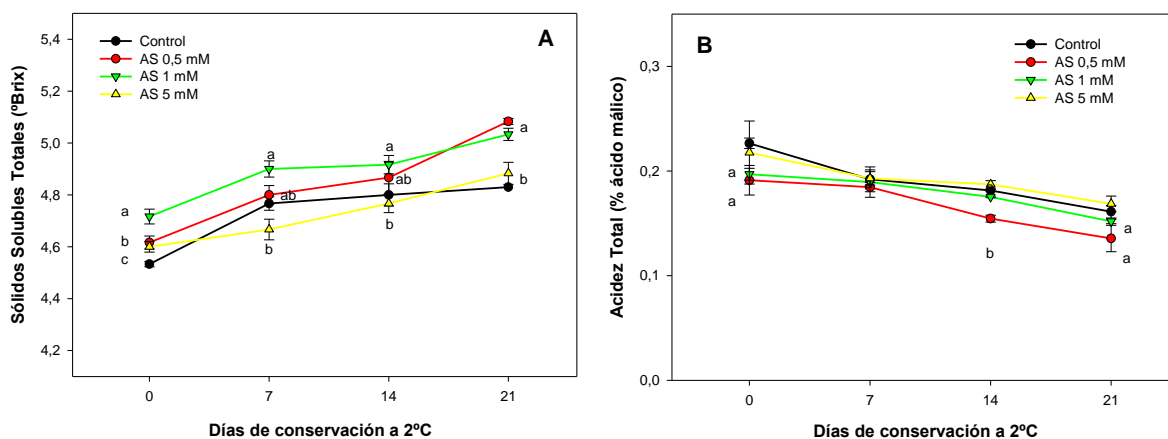 A
Control
AS 0,5 mM
AS 1 mM
AS 5 mM
Sólidos Solubles Totales (ºBrix)
5,4
5,2
5,0
4,8
4,6
4,4
4,2
a
b
c
a
ab
b
a
ab
b
a
b
0
7
14
21
Días de conservación a 2ºC
B
Control
AS 0,5 mM
AS 1 mM
AS 5 mM
Acidez Total (% ácido málico)
0,3
0,2
0,1
0,0
a
a
b
a
a
0
7
14
21
Días de conservación a 2ºC